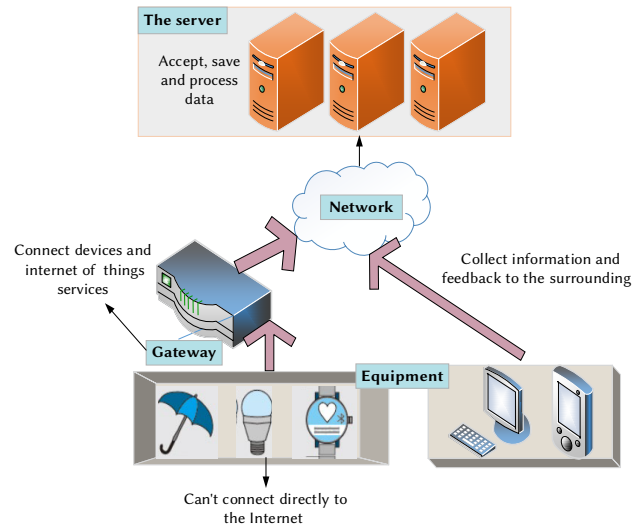 The server
Accept, save
and process
data
Network
Connect devices and
internet of things
services
Collect information and
feedback to the surrounding
Gateway
Equipment
Can't connect directly to
the Internet